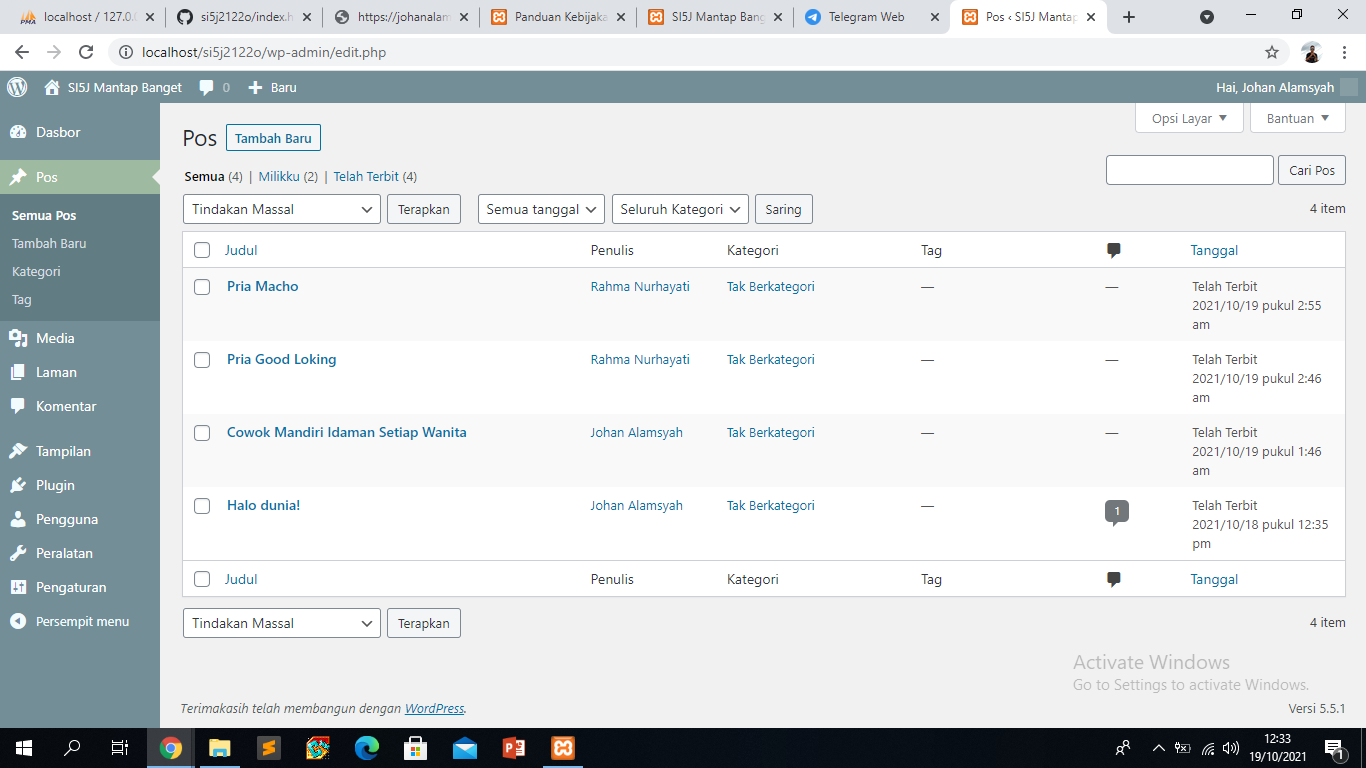 localhost / 127.0.0
si5j2122o/index.h
https://johanalam
Panduan Kebijaka
SI5J Mantap Bang
Telegram Web
Pos ‹ SI5J Mantap
localhost/si5j2122o/wp-admin/edit.php
SI5J Mantap Banget
0
Baru
Hai, Johan Alamsyah
Dasbor
Pos
Semua Pos
Tambah Baru
Kategori
Tag
Media
Laman
Komentar
Tampilan
Plugin
Pengguna
Peralatan
Pengaturan
Persempit menu
Opsi Layar
Bantuan
Pos
Tambah Baru
Semua (4) | Milikku (2) | Telah Terbit (4)
Cari Pos
Tindakan Massal
Terapkan
Semua tanggal
Seluruh Kategori
Saring
4 item
Judul Penulis Kategori Tag Tanggal
Pria Macho Rahma Nurhayati Tak Berkategori — — Telah Terbit
2021/10/19 pukul 2:55
am
Pria Good Loking Rahma Nurhayati Tak Berkategori — — Telah Terbit
2021/10/19 pukul 2:46
am
Cowok Mandiri Idaman Setiap Wanita Johan Alamsyah Tak Berkategori — — Telah Terbit
2021/10/19 pukul 1:46
am
Halo dunia! Johan Alamsyah Tak Berkategori — 1 Telah Terbit
2021/10/18 pukul 12:35
pm
Judul Penulis Kategori Tag Tanggal
Tindakan Massal
Terapkan
4 item
Activate Windows
Go to Settings to activate Windows.
Terimakasih telah membangun dengan WordPress.
Versi 5.5.1
12:33
19/10/2021
1